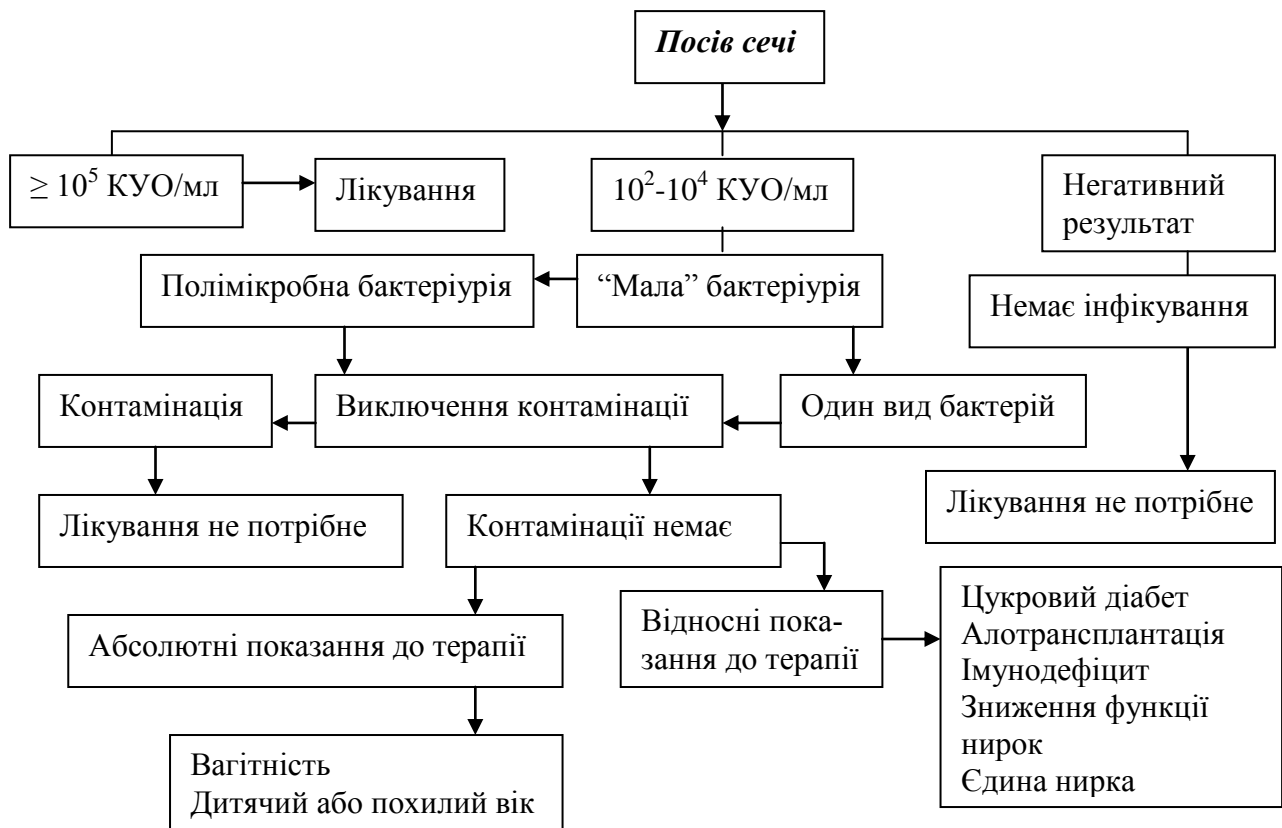 Посів сечі
≥ 10⁵ КУО/мл
Лікування
10²-10⁴ КУО/мл
Негативний
результат
Полімікробна бактеріурія
“Мала” бактеріурія
Немає інфікування
Контамінація
Виключення контамінації
Один вид бактерій
Лікування не потрібне
Контамінації немає
Лікування не потрібне
Абсолютні показання до терапії
Відносні пока-
зання до терапії
Цукровий діабет
Алотрансплантація
Імунодефіцит
Зниження функції
нирок
Єдина нирка
Вагітність
Дитячий або похилий вік